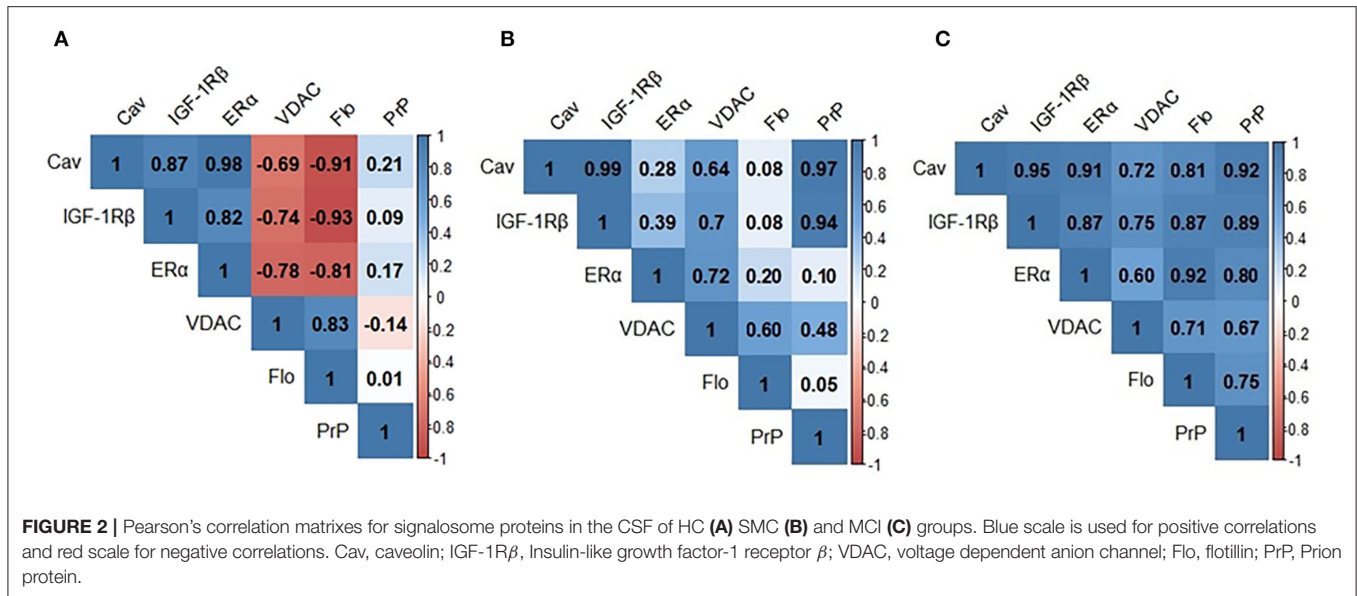 A
B
C
Cav IGF-1Rβ ERα VDAC Flo PrP
Cav 1 0.87 0.98 -0.69 -0.91 0.21
IGF-1Rβ 1 0.82 -0.74 -0.93 0.09
ERα 1 -0.78 -0.81 0.17
VDAC 1 0.83 -0.14
Flo 1 0.01
PrP 1
1
0.8
0.6
0.4
0.2
0
-0.2
0.4
0.6
0.8
-1
Cav IGF-1Rβ ERα VDAC Flo PrP
Cav 1 0.99 0.28 0.64 0.08 0.97
IGF-1Rβ 1 0.39 0.7 0.08 0.94
ERα 1 0.72 0.20 0.10
VDAC 1 0.60 0.48
Flo 1 0.05
PrP 1
1
0.8
0.6
0.4
0.2
0
-0.2
0.4
0.6
0.8
-1
Cav IGF-1Rβ ERα VDAC Flo PrP
Cav 1 0.95 0.91 0.72 0.81 0.92
IGF-1Rβ 1 0.87 0.75 0.87 0.89
ERα 1 0.60 0.92 0.80
VDAC 1 0.71 0.67
Flo 1 0.75
PrP 1
1
0.8
0.6
0.4
0.2
0
-0.2
0.4
0.6
0.8
-1
FIGURE 2 | Pearson's correlation matrixes for signalosome proteins in the CSF of HC (A) SMC (B) and MCI (C) groups. Blue scale is used for positive correlations
and red scale for negative correlations. Cav, caveolin; IGF-1Rβ, Insulin-like growth factor-1 receptor β; VDAC, voltage dependent anion channel; Flo, flotillin; PrP, Prion
protein.